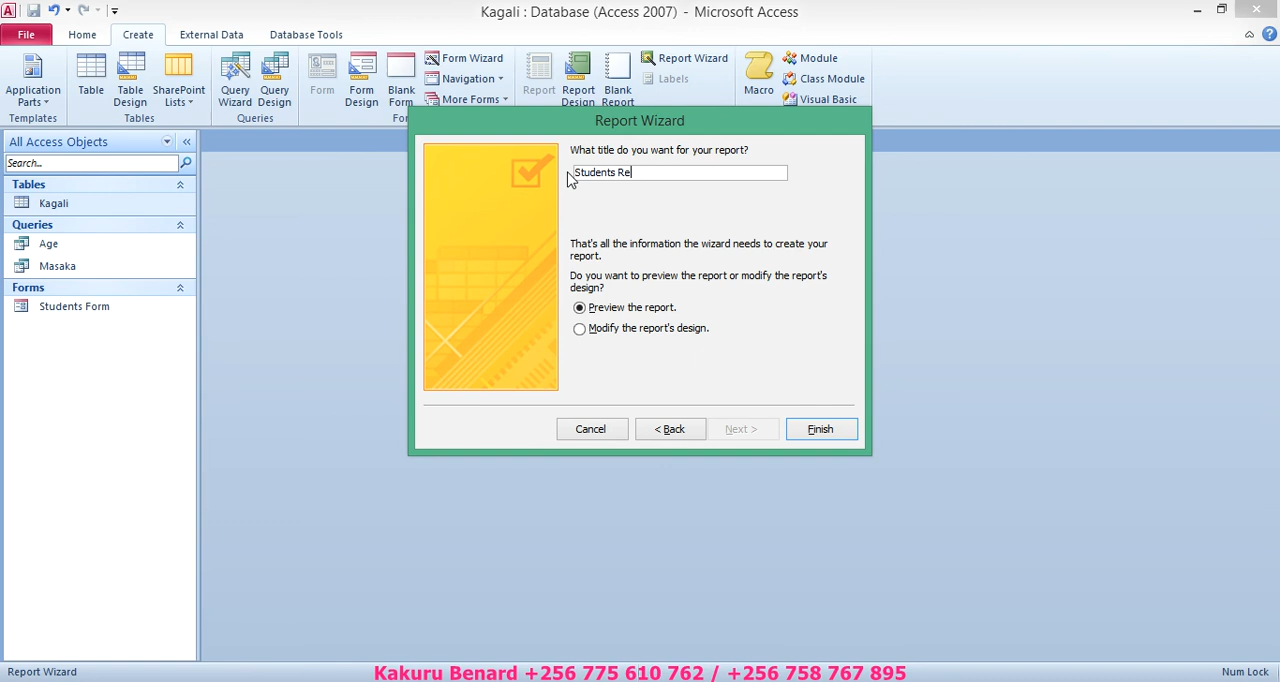 Kagali : Database (Access 2007) - Microsoft Access
File Home Create External Data Database Tools
Application Parts
Table
Table Design
SharePoint Lists
Query Wizard
Query Design
Form
Form Design
Blank Form
Form Wizard
Navigation
More Forms
Report
Report Design
Blank Report
Report Wizard
Labels
Macro
Module
Class Module
Visual Basic
Templates Tables Queries For
All Access Objects
Search...
Tables
Kagali
Queries
Age
Masaka
Forms
Students Form
Report Wizard
What title do you want for your report?
Students Re
That's all the information the wizard needs to create your
report.
Do you want to preview the report or modify the report's
design?
Preview the report.
Modify the report's design.
Cancel < Back Next > Finish
Report Wizard
Kakuru Benard +256 775 610 762 / +256 758 767 895
Num Lock